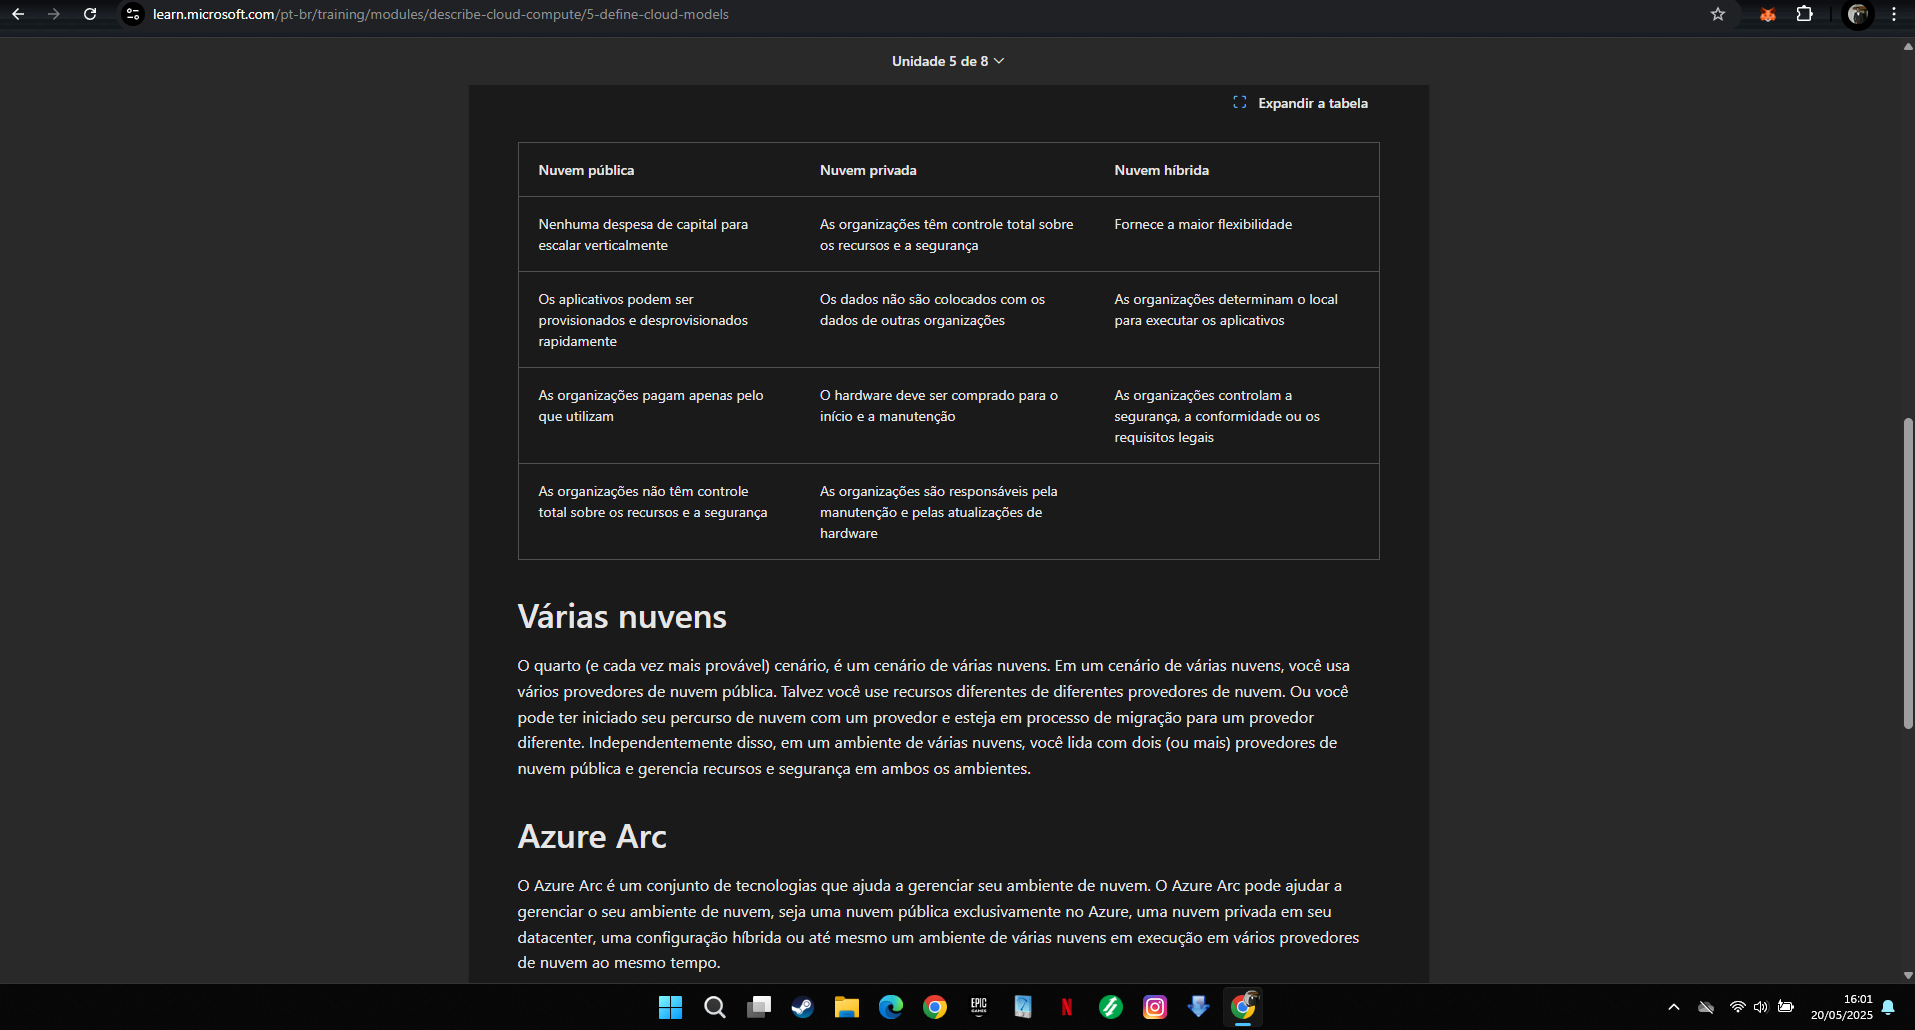 learn.microsoft.com/pt-br/training/modules/describe-cloud-compute/5-define-cloud-models
Unidade 5 de 8
Expandir a tabela
Nuvem pública
Nuvem privada
Nuvem híbrida
Nenhuma despesa de capital para
escalar verticalmente
As organizações têm controle total sobre
os recursos e a segurança
Fornece a maior flexibilidade
Os aplicativos podem ser
provisionados e desprovisionados
rapidamente
Os dados não são colocados com os
dados de outras organizações
As organizações determinam o local
para executar os aplicativos
As organizações pagam apenas pelo
que utilizam
O hardware deve ser comprado para o
início e a manutenção
As organizações controlam a
segurança, a conformidade ou os
requisitos legais
As organizações não têm controle
total sobre os recursos e a segurança
As organizações são responsáveis pela
manutenção e pelas atualizações de
hardware
Várias nuvens
O quarto (e cada vez mais provável) cenário, é um cenário de várias nuvens. Em um cenário de várias nuvens, você usa
vários provedores de nuvem pública. Talvez você use recursos diferentes de diferentes provedores de nuvem. Ou você
pode ter iniciado seu percurso de nuvem com um provedor e esteja em processo de migração para um provedor
diferente. Independentemente disso, em um ambiente de várias nuvens, você lida com dois (ou mais) provedores de
nuvem pública e gerencia recursos e segurança em ambos os ambientes.
Azure Arc
O Azure Arc é um conjunto de tecnologias que ajuda a gerenciar seu ambiente de nuvem. O Azure Arc pode ajudar a
gerenciar o seu ambiente de nuvem, seja uma nuvem pública exclusivamente no Azure, uma nuvem privada em seu
datacenter, uma configuração híbrida ou até mesmo um ambiente de várias nuvens em execução em vários provedores
de nuvem ao mesmo tempo.
EPIC
GAMES
N
16:01
20/05/2025